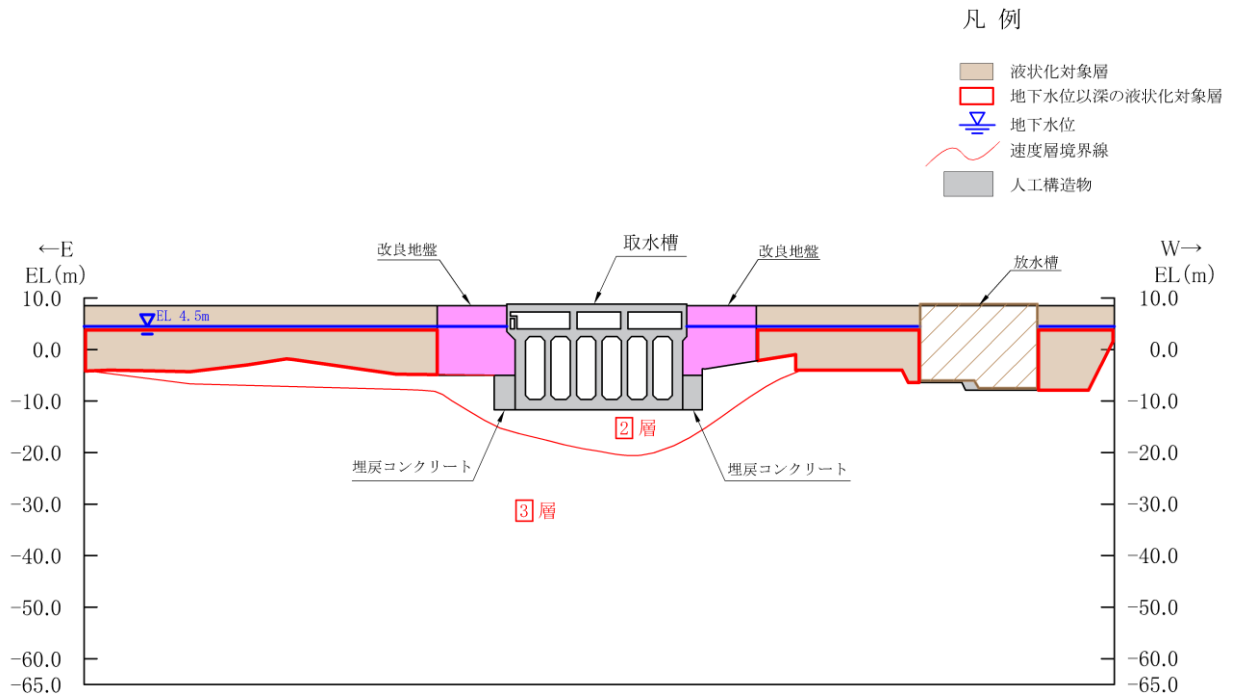 凡 例
液状化対象層
地下水位以深の液状化対象層
地下水位
速度層境界線
人工構造物
←E
EL(m)
改良地盤
取水槽
改良地盤
放水槽
W→
EL(m)
10.0
0.0
-10.0
-20.0
-30.0
-40.0
-50.0
-60.0
-65.0
EL 4.5m
2 層
埋戻コンクリート
埋戻コンクリート
3 層
10.0
0.0
-10.0
-20.0
-30.0
-40.0
-50.0
-60.0
-65.0